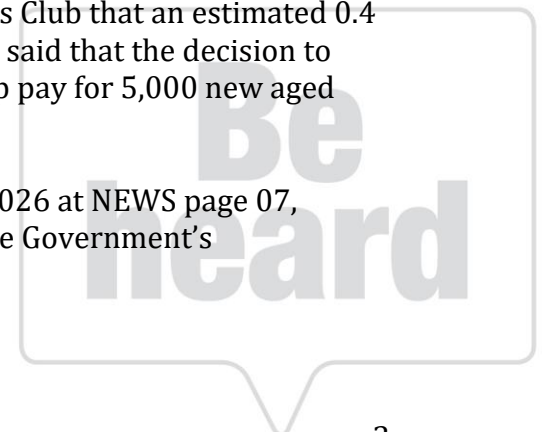 s Club that an estimated 0.4
said that the decision to
pay for 5,000 new aged
026 at NEWS page 07,
e Government's
Be
heard